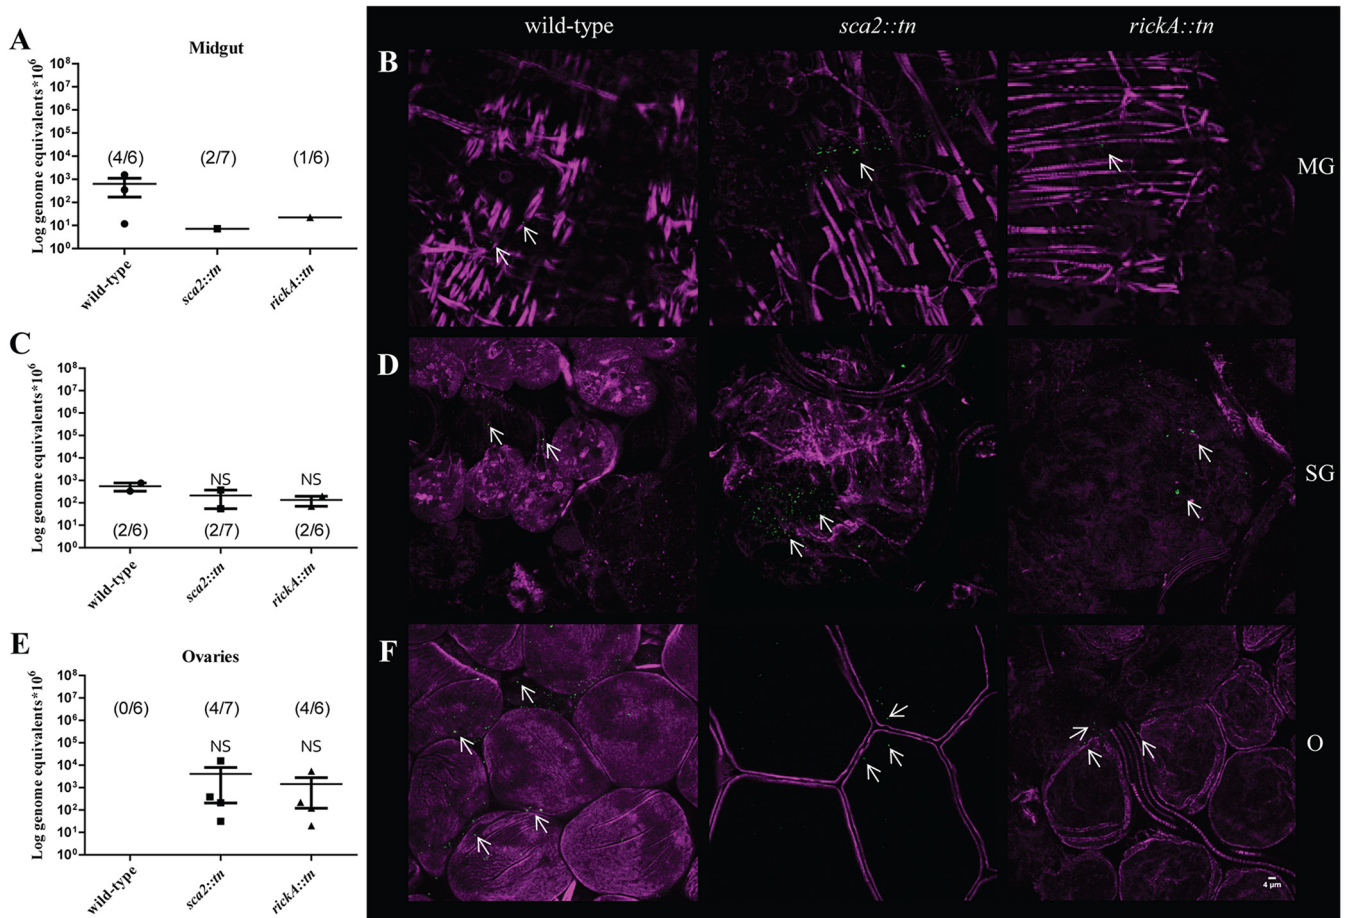 A
Midgut
Log genome equivalents*10⁶
10⁸
10⁷
10⁶
10⁵
10⁴
10³
10²
10¹
10⁰
(4/6)
(2/7)
(1/6)
wild-type
sca2::tn
rickA::tn
C
Log genome equivalents*10⁶
10⁸
10⁷
10⁶
10⁵
10⁴
10³
10²
10¹
10⁰
NS
NS
(2/6)
(2/7)
(2/6)
wild-type
sca2::tn
rickA::tn
E
Ovaries
Log genome equivalents*10⁶
10⁸
10⁷
10⁶
10⁵
10⁴
10³
10²
10¹
10⁰
(0/6)
(4/7)
(4/6)
NS
NS
wild-type
sca2::tn
rickA::tn
wild-type
sca2::tn
rickA::tn
B
MG
D
SG
F
O
4 µm